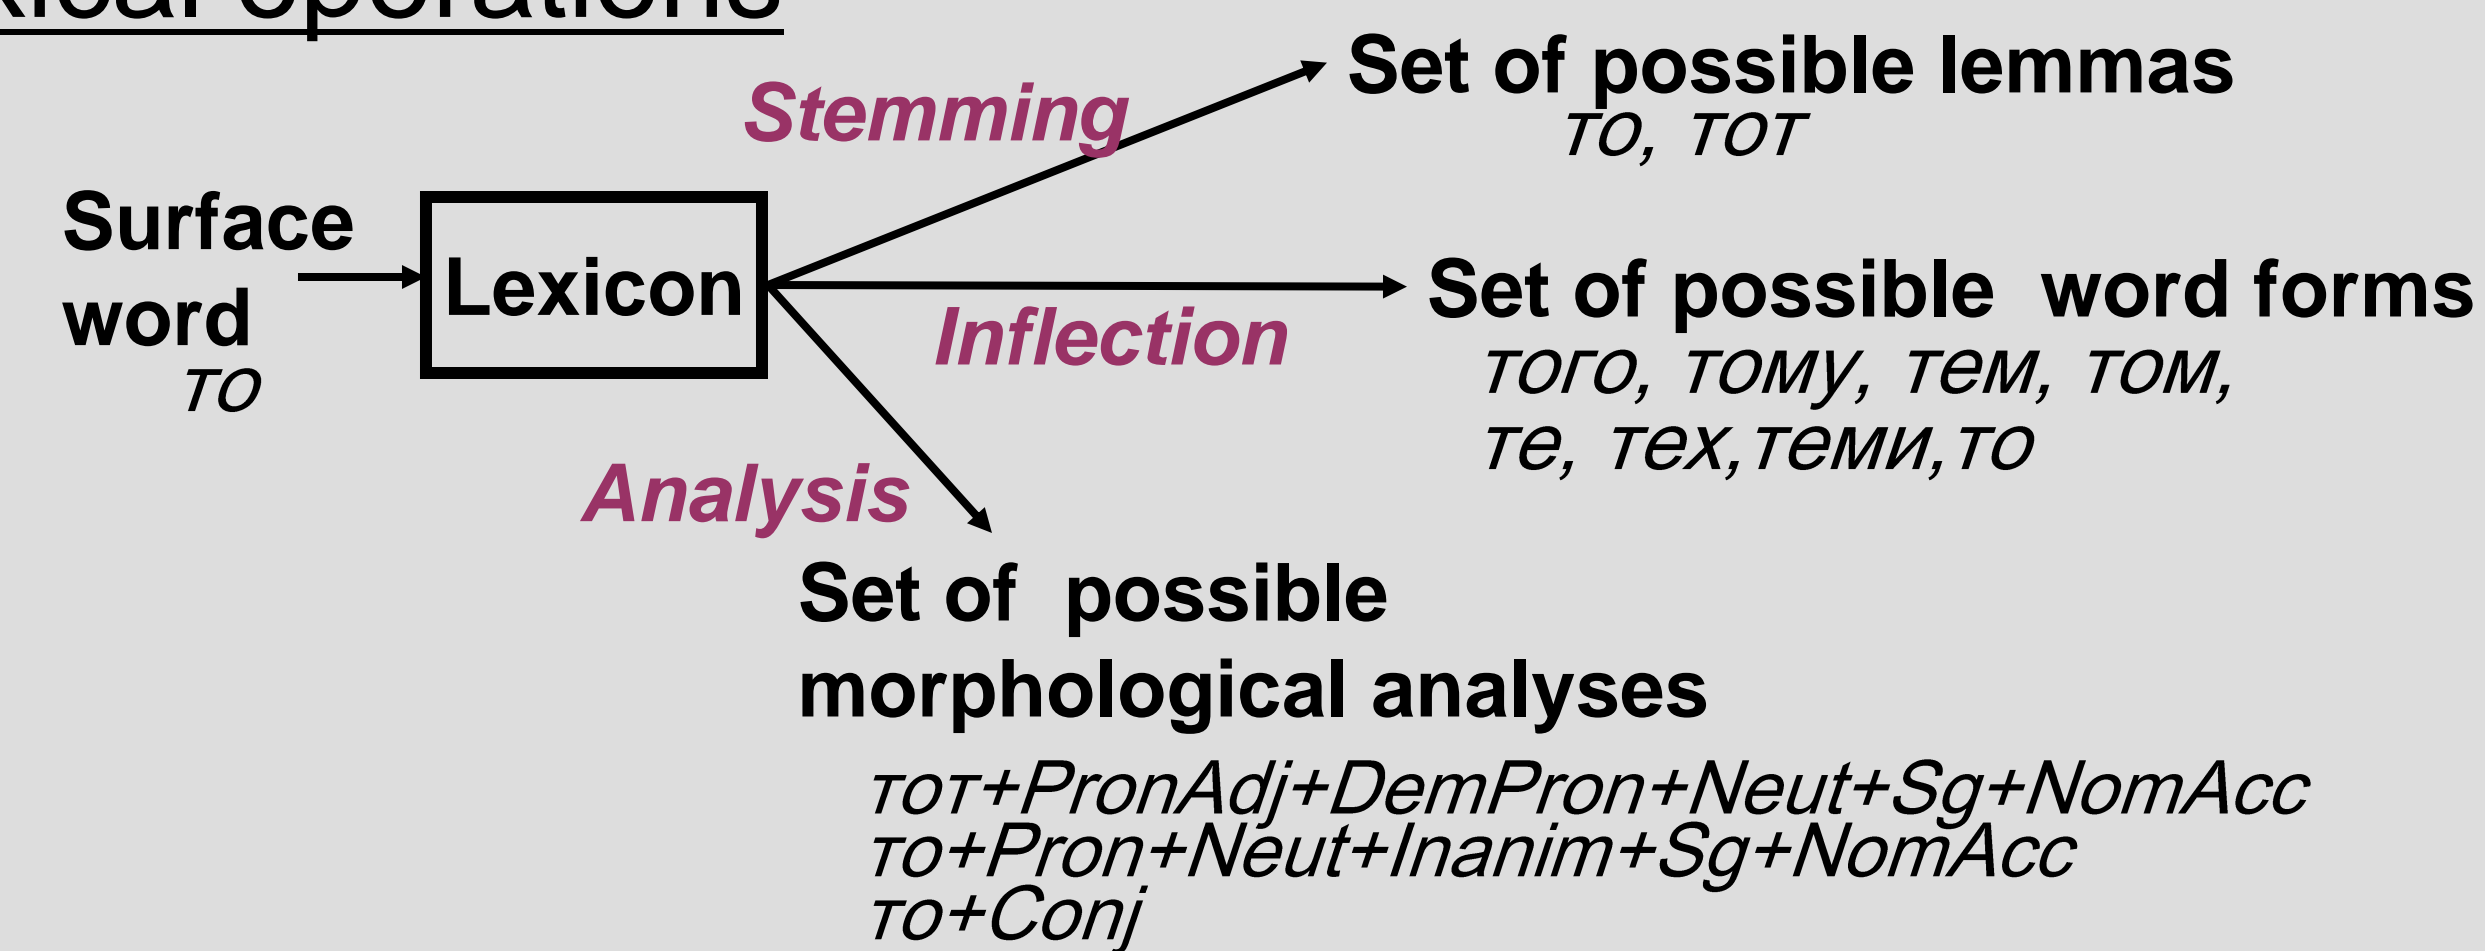 operations
Stemming
Set of possible lemmas
то, тот
Surface
word
то
Lexicon
Inflection
Set of possible word forms
того, тому, тем, том,
те, тех,теми,то
Analysis
Set of possible
morphological analyses
тот+PronAdj+DemPron+Neut+Sg+NomAcc
то+Pron+Neut+Inanim+Sg+NomAcc
то+Conj